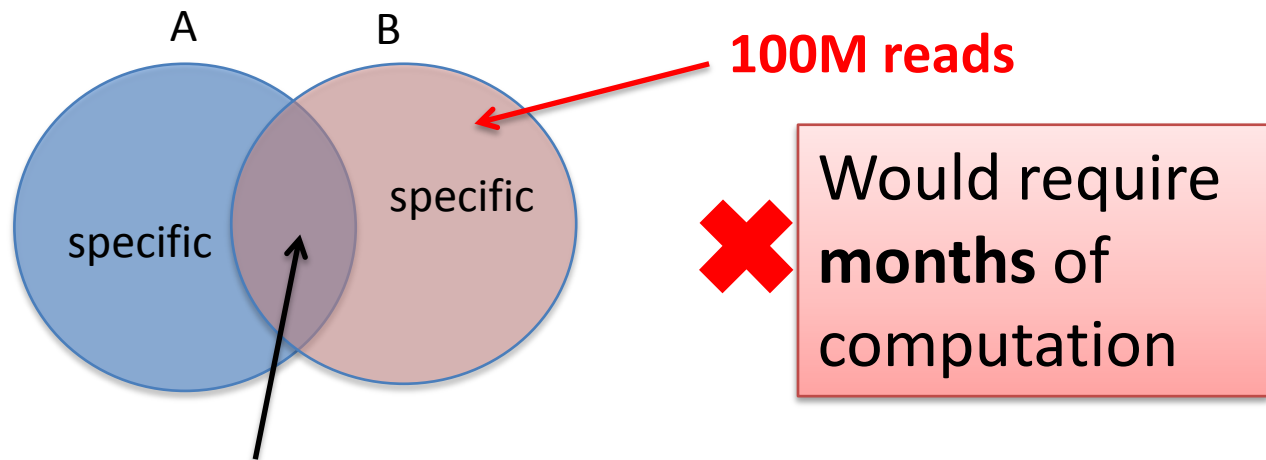 A
B
100M reads
specific
specific
Would require
months of
computation